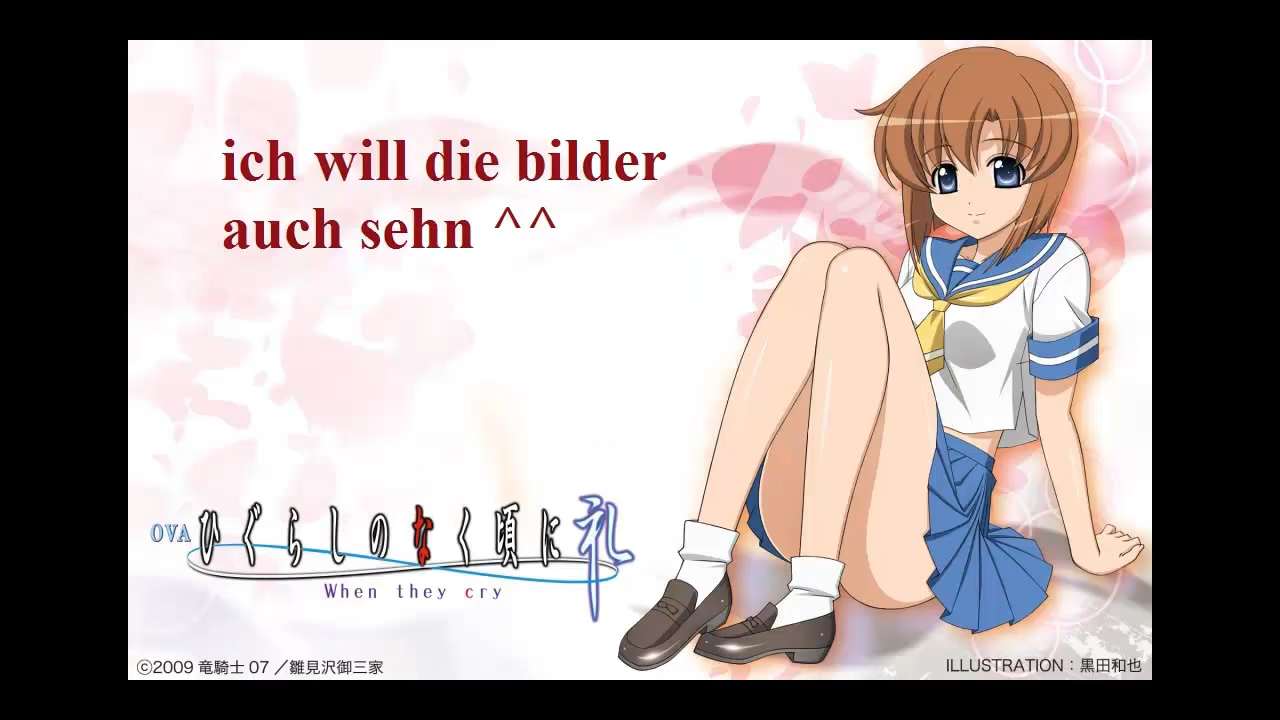 ich will die bilder
auch sehn ^^
OVA ひぐらしのなく頃に 礼
When they cry
©2009 竜騎士07／雛見沢御三家
ILLUSTRATION：黒田和也